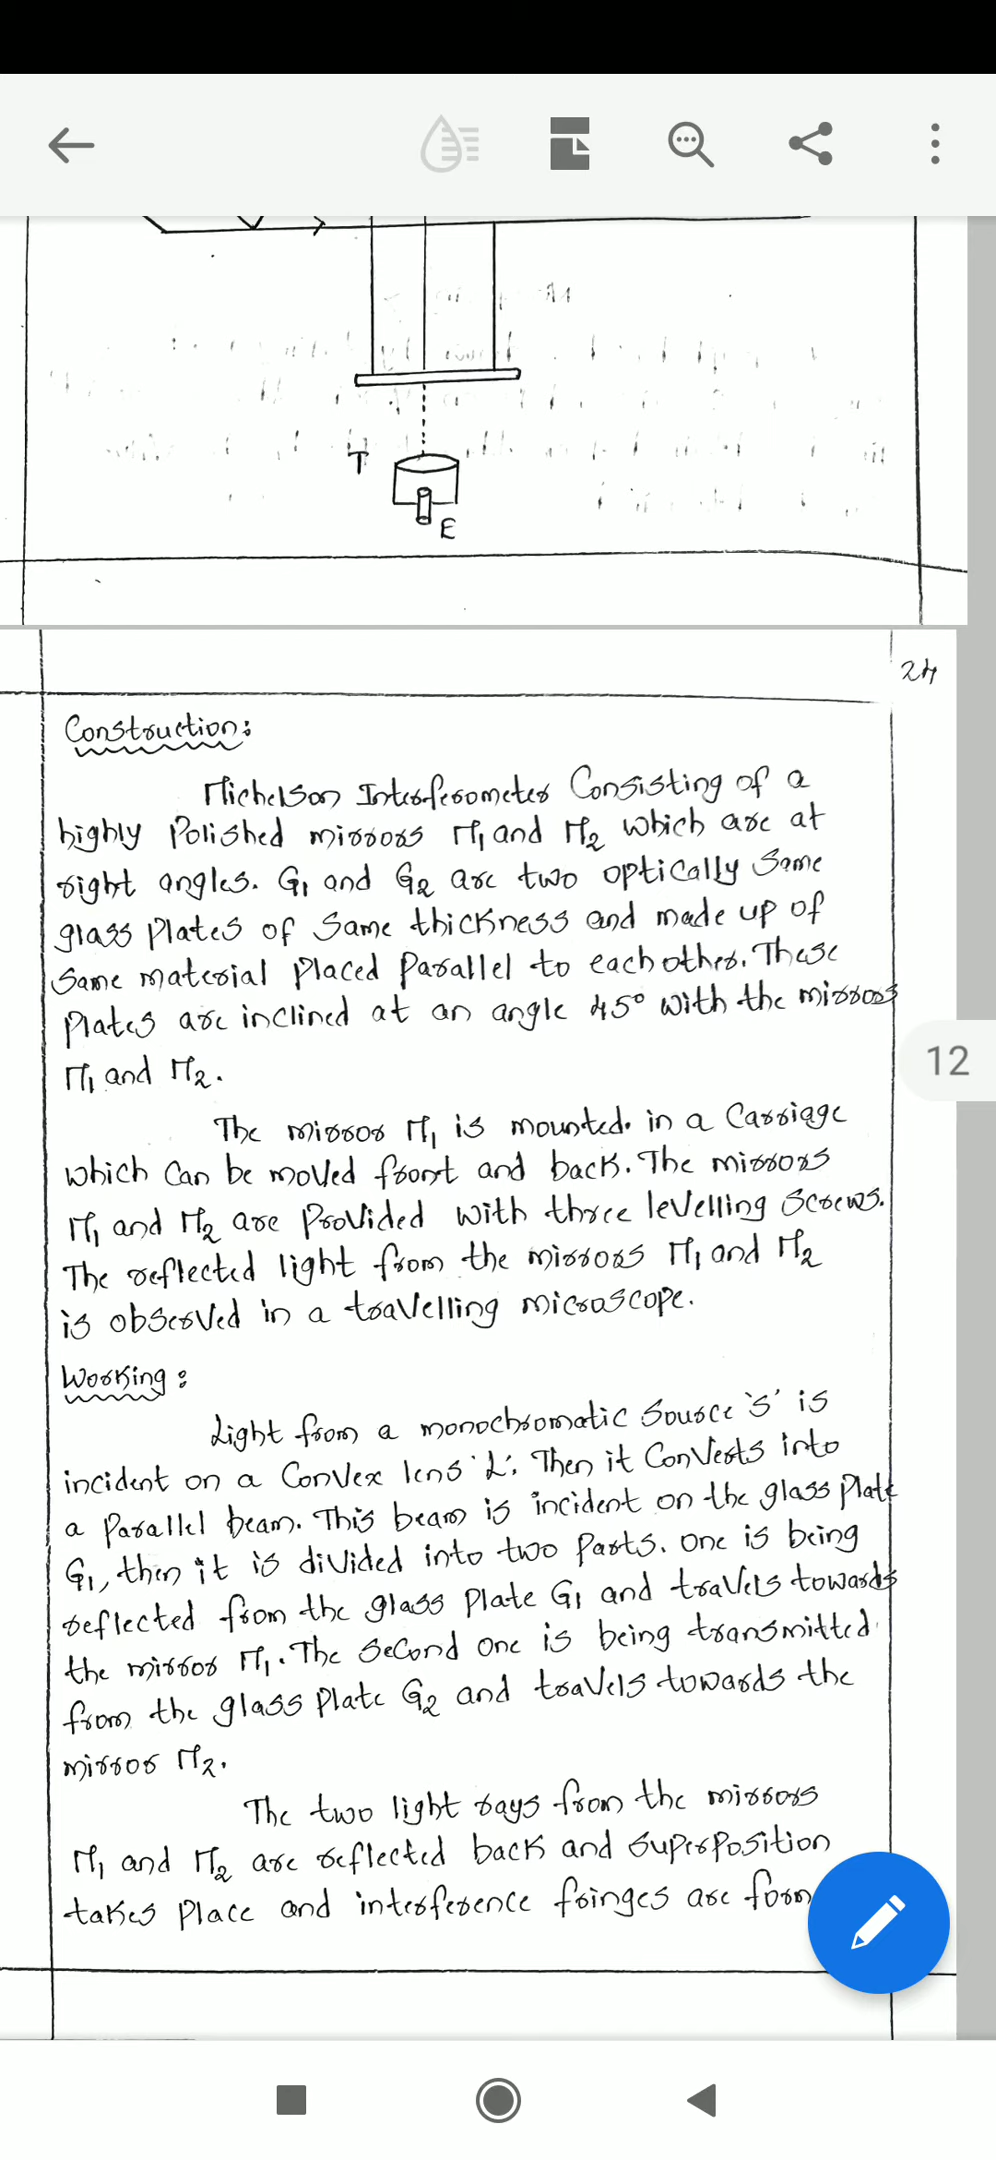 T
E
24
Construction:
Michelson Interferometer Consisting of a
highly Polished mirrors M1 and M2 which are at
right angles. G1 and G2 are two optically Same
glass Plates of Same thickness and made up of
Same material Placed Parallel to each other. These
Plates are inclined at an angle 45° with the mirrors
M1 and M2.
12
The mirror M1 is mounted. in a Carriage
which Can be moved front and back. The mirrors
M1 and M2 are Provided with three levelling Screws.
The reflected light from the mirrors M1 and M2
is observed in a travelling microscope.
Working:
Light from a monochromatic Source 'S' is
incident on a Convex lens 'L'. Then it Converts into
a Parallel beam. This beam is incident on the glass Plate
G1, then it is divided into two Parts. One is being
reflected from the glass Plate G1 and travels towards
the mirror M1. The Second one is being transmitted
from the glass Plate G2 and travels towards the
mirror M2.
The two light rays from the mirrors
M1 and M2 are reflected back and Superposition
takes Place and interference fringes are form